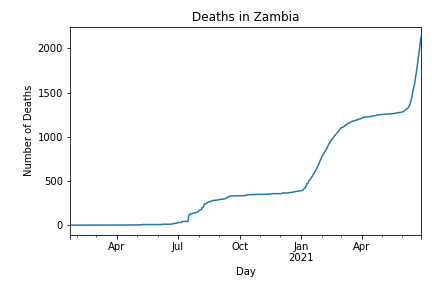 Deaths in Zambia
2000
1500
1000
500
0
Number of Deaths
Apr Jul Oct Jan Apr
2021
Day